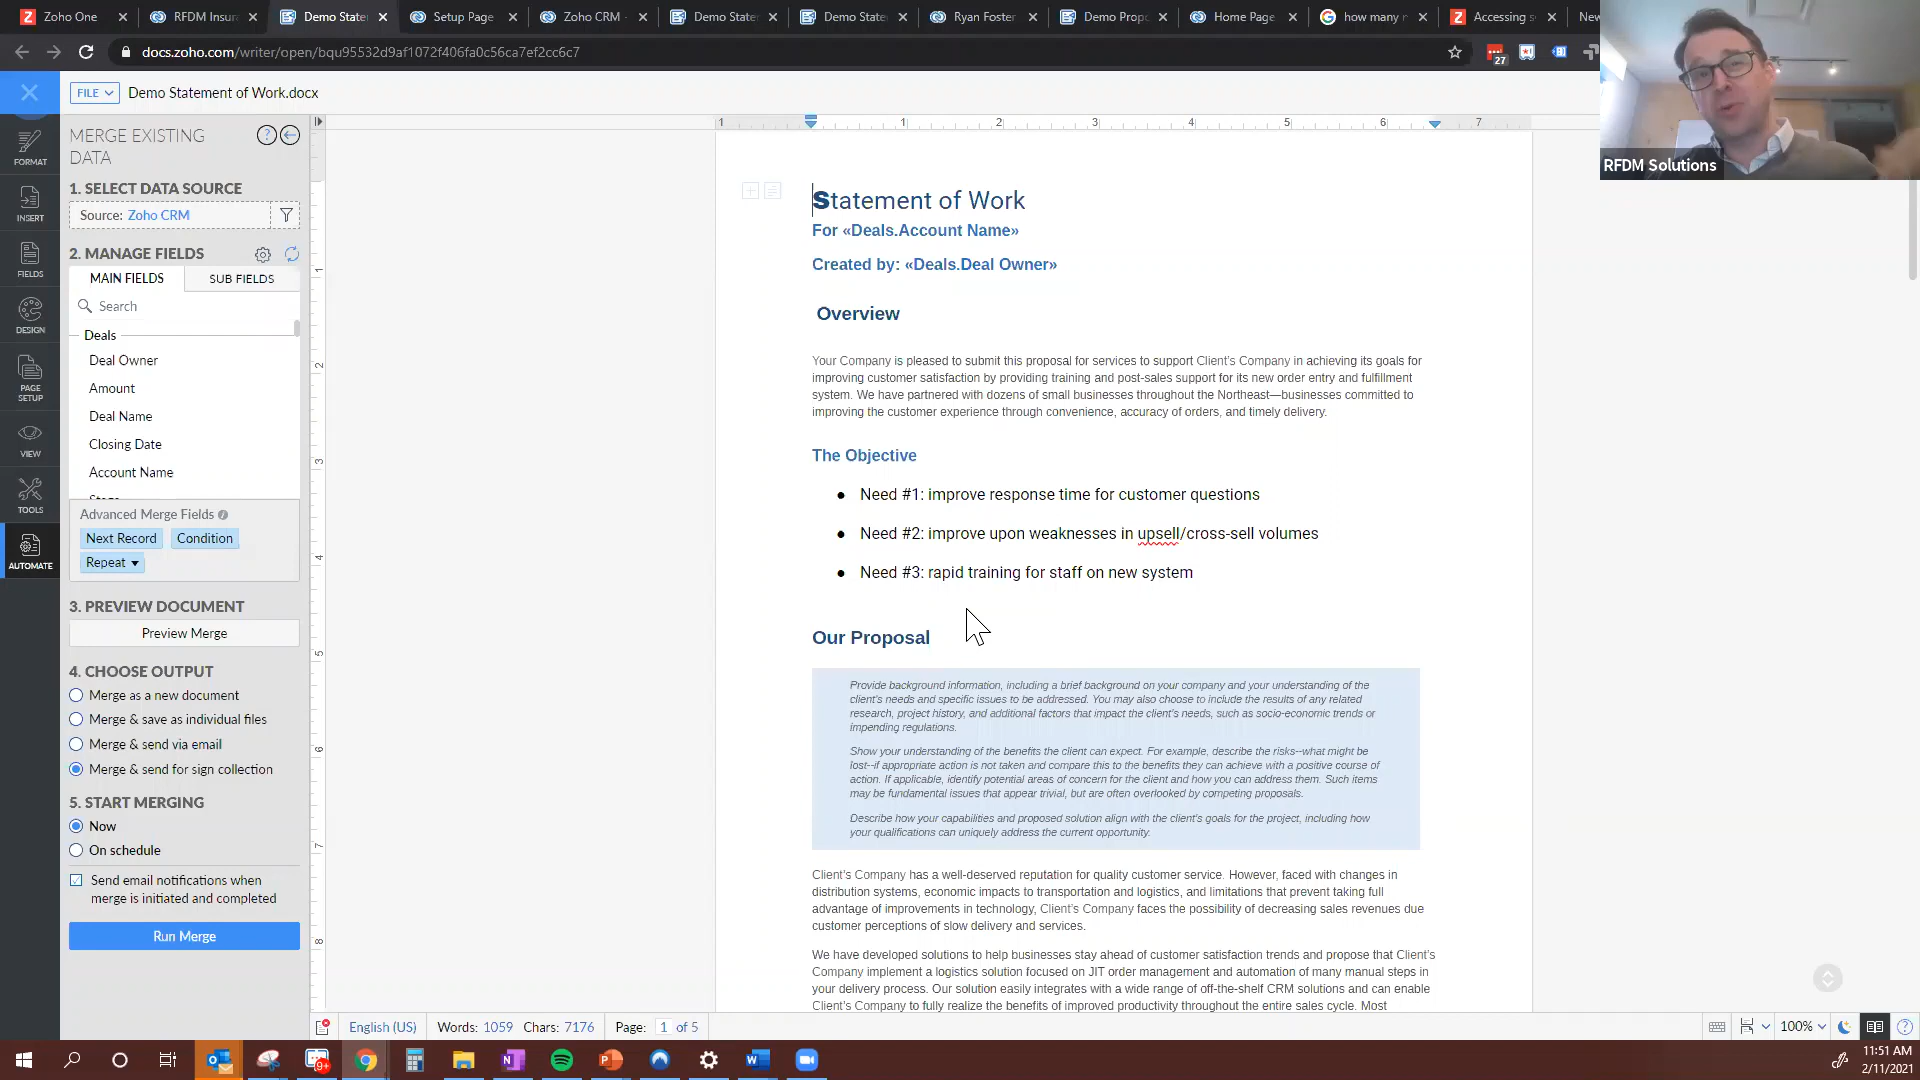 Zoho One
RFDM Insur
Demo State
Setup Page
Zoho CRM -
Demo State
Demo State
Ryan Foster
Demo Prop
Home Page
how many
Accessing s
New
docs.zoho.com/writer/open/bqu95532d9af1072f406fa0c56ca7ef2cc6c7
27
FILE
Demo Statement of Work.docx
FORMAT
INSERT
FIELDS
DESIGN
PAGE
SETUP
VIEW
TOOLS
AUTOMATE
MERGE EXISTING
DATA
1. SELECT DATA SOURCE
Source: Zoho CRM
2. MANAGE FIELDS
MAIN FIELDS
SUB FIELDS
Search
Deals
Deal Owner
Amount
Deal Name
Closing Date
Account Name
Stage
Advanced Merge Fields
Next Record
Condition
Repeat
3. PREVIEW DOCUMENT
Preview Merge
4. CHOOSE OUTPUT
Merge as a new document
Merge & save as individual files
Merge & send via email
Merge & send for sign collection
5. START MERGING
Now
On schedule
Send email notifications when
merge is initiated and completed
Run Merge
1 1 2 3 4 5 6 7
1
2
3
4
5
6
7
8
Statement of Work
For «Deals.Account Name»
Created by: «Deals.Deal Owner»
Overview
Your Company is pleased to submit this proposal for services to support Client's Company in achieving its goals for
improving customer satisfaction by providing training and post-sales support for its new order entry and fulfillment
system. We have partnered with dozens of small businesses throughout the Northeast—businesses committed to
improving the customer experience through convenience, accuracy of orders, and timely delivery.
The Objective
● Need #1: improve response time for customer questions
● Need #2: improve upon weaknesses in upsell/cross-sell volumes
● Need #3: rapid training for staff on new system
Our Proposal
Provide background information, including a brief background on your company and your understanding of the
client's needs and specific issues to be addressed. You may also choose to include the results of any related
research, project history, and additional factors that impact the client's needs, such as socio-economic trends or
impending regulations.
Show your understanding of the benefits the client can expect. For example, describe the risks--what might be
lost--if appropriate action is not taken and compare this to the benefits they can achieve with a positive course of
action. If applicable, identify potential areas of concern for the client and how you can address them. Such items
may be fundamental issues that appear trivial, but are often overlooked by competing proposals.
Describe how your capabilities and proposed solution align with the client's goals for the project, including how
your qualifications can uniquely address the current opportunity.
Client's Company has a well-deserved reputation for quality customer service. However, faced with changes in
distribution systems, economic impacts to transportation and logistics, and limitations that prevent taking full
advantage of improvements in technology, Client's Company faces the possibility of decreasing sales revenues due
customer perceptions of slow delivery and services.
We have developed solutions to help businesses stay ahead of customer satisfaction trends and propose that Client's
Company implement a logistics solution focused on JIT order management and automation of many manual steps in
your delivery process. Our solution easily integrates with a wide range of off-the-shelf CRM solutions and can enable
Client's Company to fully realize the benefits of improved productivity throughout the entire sales cycle. Most
RFDM Solutions
English (US)
Words: 1059
Chars: 7176
Page: 1 of 5
100%
9+
11:51 AM
2/11/2021